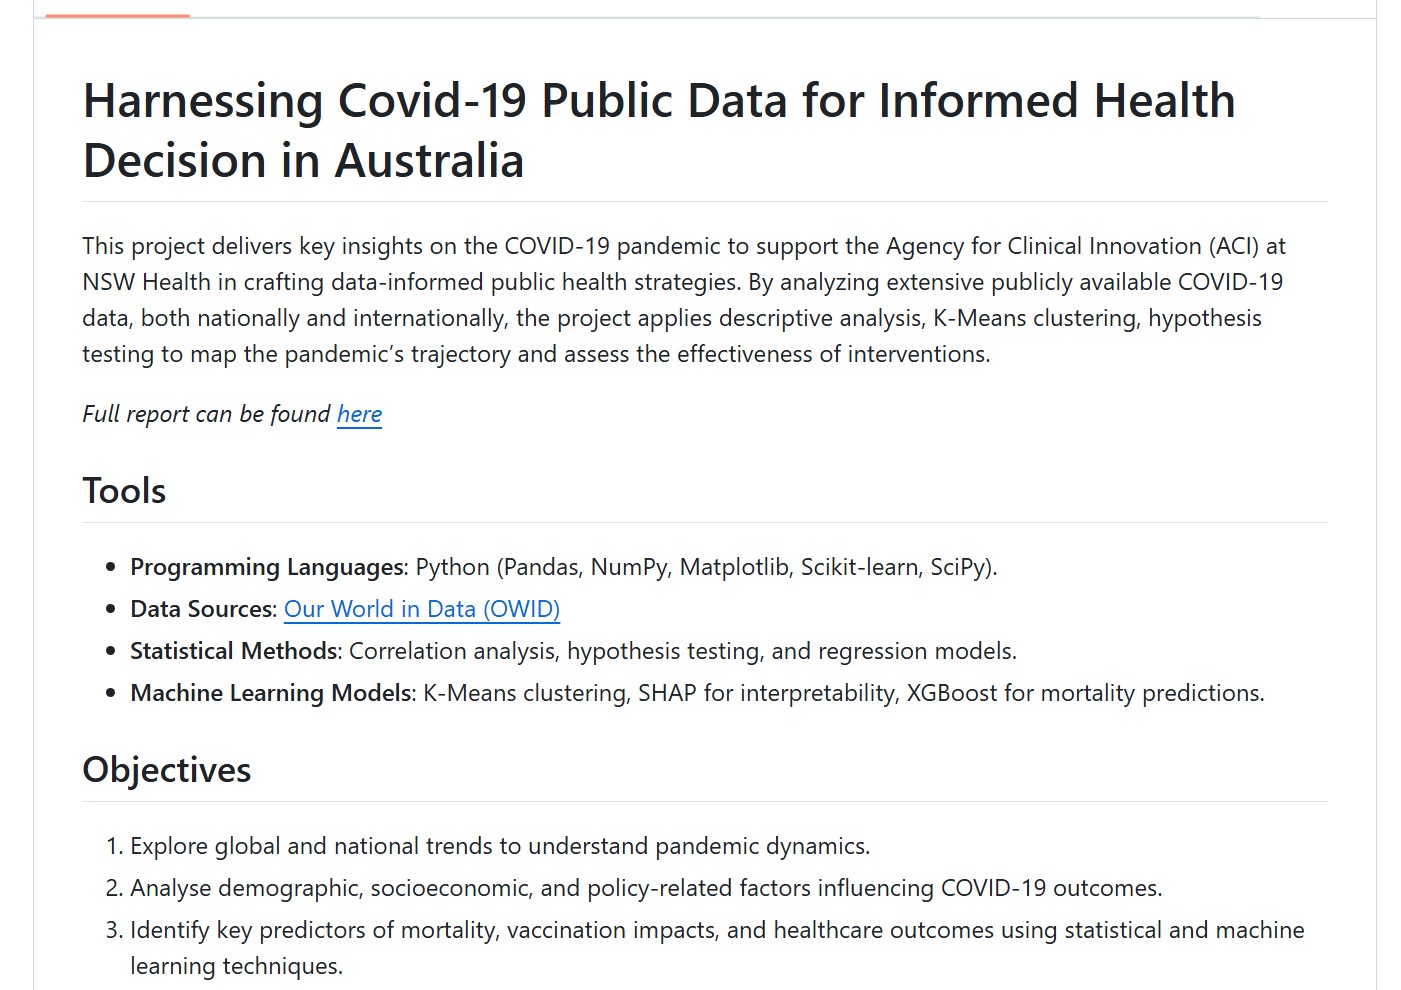 Harnessing Covid-19 Public Data for Informed Health
Decision in Australia
This project delivers key insights on the COVID-19 pandemic to support the Agency for Clinical Innovation (ACI) at
NSW Health in crafting data-informed public health strategies. By analyzing extensive publicly available COVID-19
data, both nationally and internationally, the project applies descriptive analysis, K-Means clustering, hypothesis
testing to map the pandemic’s trajectory and assess the effectiveness of interventions.
Full report can be found here
Tools
• Programming Languages: Python (Pandas, NumPy, Matplotlib, Scikit-learn, SciPy).
• Data Sources: Our World in Data (OWID)
• Statistical Methods: Correlation analysis, hypothesis testing, and regression models.
• Machine Learning Models: K-Means clustering, SHAP for interpretability, XGBoost for mortality predictions.
Objectives
1. Explore global and national trends to understand pandemic dynamics.
2. Analyse demographic, socioeconomic, and policy-related factors influencing COVID-19 outcomes.
3. Identify key predictors of mortality, vaccination impacts, and healthcare outcomes using statistical and machine
learning techniques.